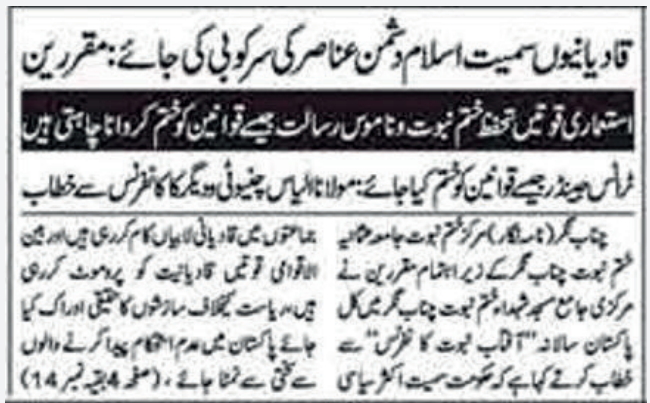 قادیانیوں سمیت اسلام دشمن عناصر کی سرکوبی کی جائے: مقررین
استعماری قوتیں تحفظ ختم نبوت و ناموس رسالت جیسے قوانین کو ختم کروانا چاہتی ہیں
ٹرانس جینڈر جیسے قوانین کو ختم کیا جائے: مولانا الیاس چنیوٹی و دیگر کا کانفرنس سے خطاب
چناب نگر (نامہ نگار) مرکز ختم نبوت جامعہ عثمانیہ
ختم نبوت چناب نگر کے زیر اہتمام مقررین نے
مرکزی جامع مسجد شہداء ختم نبوت چناب نگر میں کل
پاکستان سالانہ "آفتاب نبوت کانفرنس" سے
خطاب کرتے کہا ہے کہ حکومت سمیت اکثر سیاسی
جماعتوں میں قادیانی لابیاں کام کر رہی ہیں اور بین
الاقوامی قوتیں قادیانیت کو پروموٹ کر رہی
ہیں، ریاست کیخلاف سازشوں کا حقیقی ادراک کیا
جائے پاکستان میں عدم استحکام پیدا کرنے والوں
سے سختی سے نمٹا جائے، (صفحہ 4 بقیہ نمبر 14)